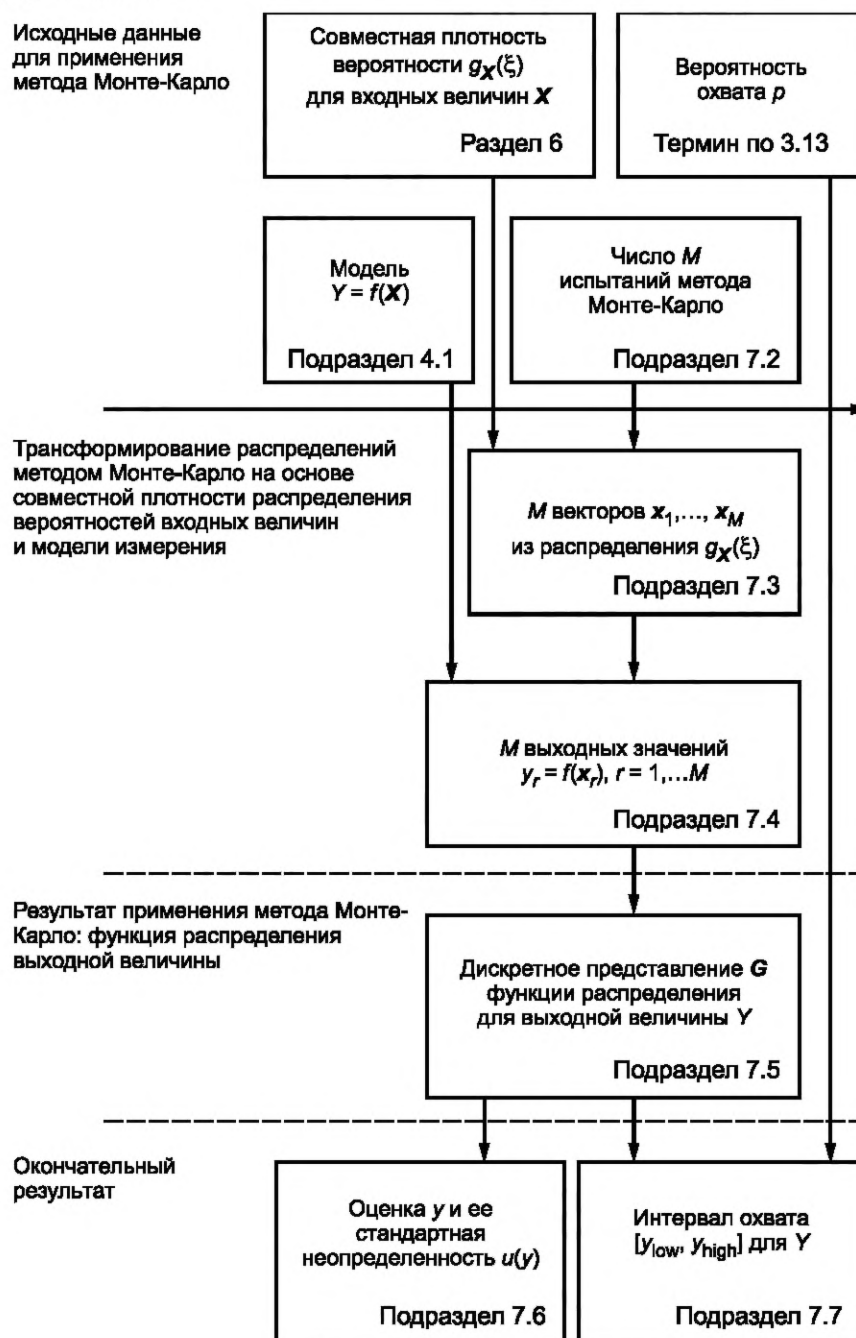 Исходные данные
для применения
метода Монте-Карло
Совместная плотность
вероятности gX(ξ)
для входных величин X
Раздел 6
Вероятность
охвата p
Термин по 3.13
Модель
Y = f(X)
Подраздел 4.1
Число M
испытаний метода
Монте-Карло
Подраздел 7.2
Трансформирование распределений
методом Монте-Карло на основе
совместной плотности распределения
вероятностей входных величин
и модели измерения
M векторов x1,..., xM
из распределения gX(ξ)
Подраздел 7.3
M выходных значений
yr = f(xr), r = 1,...M
Подраздел 7.4
Результат применения метода Монте-
Карло: функция распределения
выходной величины
Дискретное представление G
функции распределения
для выходной величины Y
Подраздел 7.5
Окончательный
результат
Оценка y и ее
стандартная
неопределенность u(y)
Подраздел 7.6
Интервал охвата
[ylow, yhigh] для Y
Подраздел 7.7